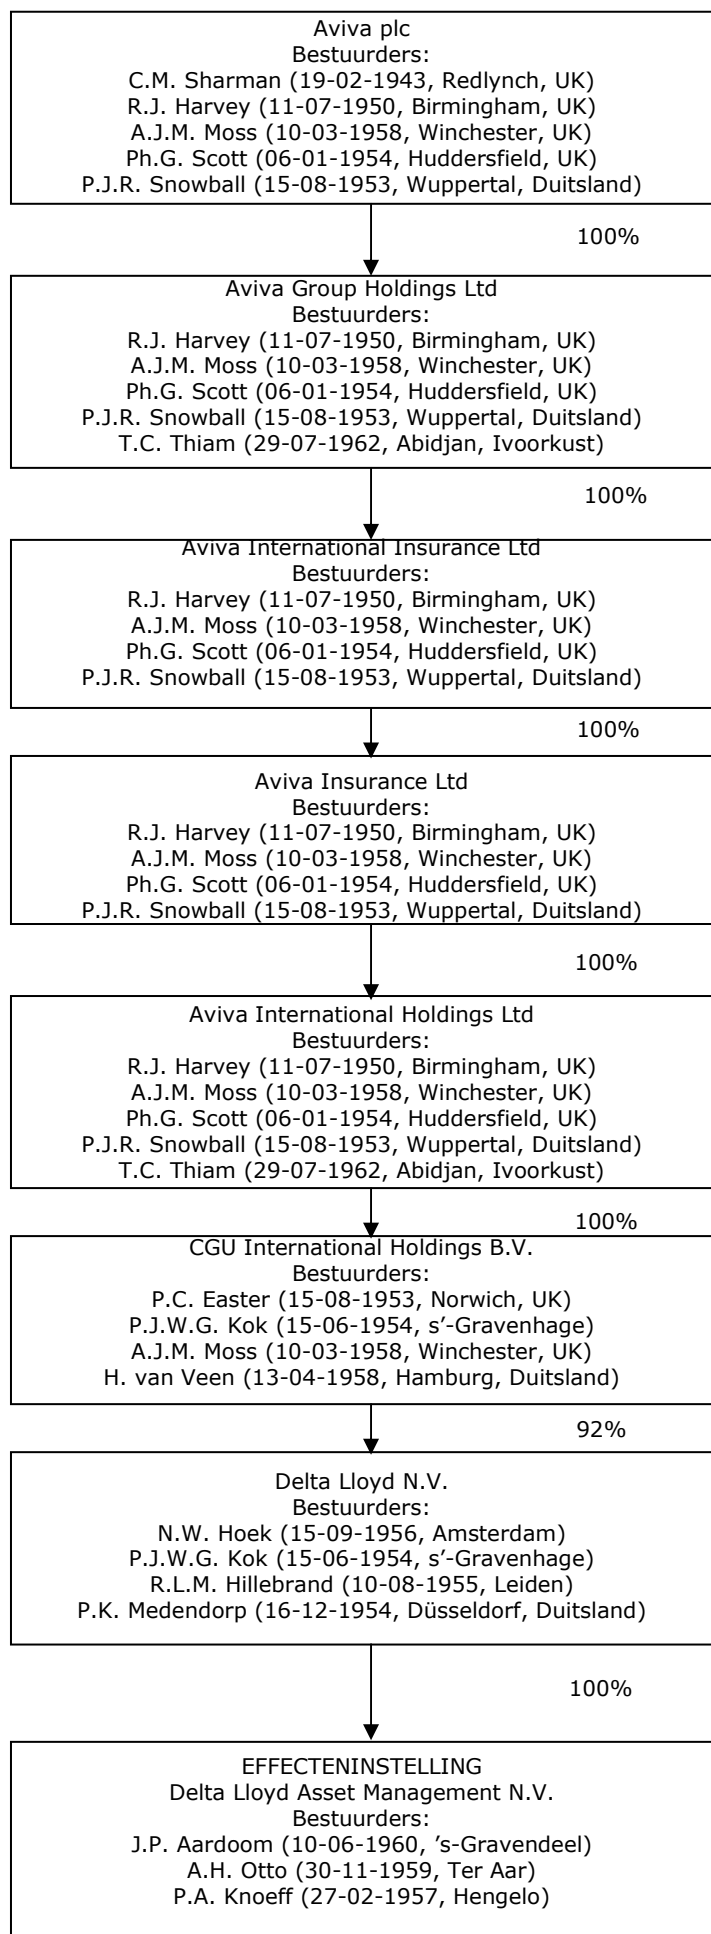 Aviva plc
Bestuurders:
C.M. Sharman (19-02-1943, Redlynch, UK)
R.J. Harvey (11-07-1950, Birmingham, UK)
A.J.M. Moss (10-03-1958, Winchester, UK)
Ph.G. Scott (06-01-1954, Huddersfield, UK)
P.J.R. Snowball (15-08-1953, Wuppertal, Duitsland)
100%
Aviva Group Holdings Ltd
Bestuurders:
R.J. Harvey (11-07-1950, Birmingham, UK)
A.J.M. Moss (10-03-1958, Winchester, UK)
Ph.G. Scott (06-01-1954, Huddersfield, UK)
P.J.R. Snowball (15-08-1953, Wuppertal, Duitsland)
T.C. Thiam (29-07-1962, Abidjan, Ivoorkust)
100%
Aviva International Insurance Ltd
Bestuurders:
R.J. Harvey (11-07-1950, Birmingham, UK)
A.J.M. Moss (10-03-1958, Winchester, UK)
Ph.G. Scott (06-01-1954, Huddersfield, UK)
P.J.R. Snowball (15-08-1953, Wuppertal, Duitsland)
100%
Aviva Insurance Ltd
Bestuurders:
R.J. Harvey (11-07-1950, Birmingham, UK)
A.J.M. Moss (10-03-1958, Winchester, UK)
Ph.G. Scott (06-01-1954, Huddersfield, UK)
P.J.R. Snowball (15-08-1953, Wuppertal, Duitsland)
100%
Aviva International Holdings Ltd
Bestuurders:
R.J. Harvey (11-07-1950, Birmingham, UK)
A.J.M. Moss (10-03-1958, Winchester, UK)
Ph.G. Scott (06-01-1954, Huddersfield, UK)
P.J.R. Snowball (15-08-1953, Wuppertal, Duitsland)
T.C. Thiam (29-07-1962, Abidjan, Ivoorkust)
100%
CGU International Holdings B.V.
Bestuurders:
P.C. Easter (15-08-1953, Norwich, UK)
P.J.W.G. Kok (15-06-1954, s’-Gravenhage)
A.J.M. Moss (10-03-1958, Winchester, UK)
H. van Veen (13-04-1958, Hamburg, Duitsland)
92%
Delta Lloyd N.V.
Bestuurders:
N.W. Hoek (15-09-1956, Amsterdam)
P.J.W.G. Kok (15-06-1954, s’-Gravenhage)
R.L.M. Hillebrand (10-08-1955, Leiden)
P.K. Medendorp (16-12-1954, Düsseldorf, Duitsland)
100%
EFFECTENINSTELLING
Delta Lloyd Asset Management N.V.
Bestuurders:
J.P. Aardoom (10-06-1960, ’s-Gravendeel)
A.H. Otto (30-11-1959, Ter Aar)
P.A. Knoeff (27-02-1957, Hengelo)